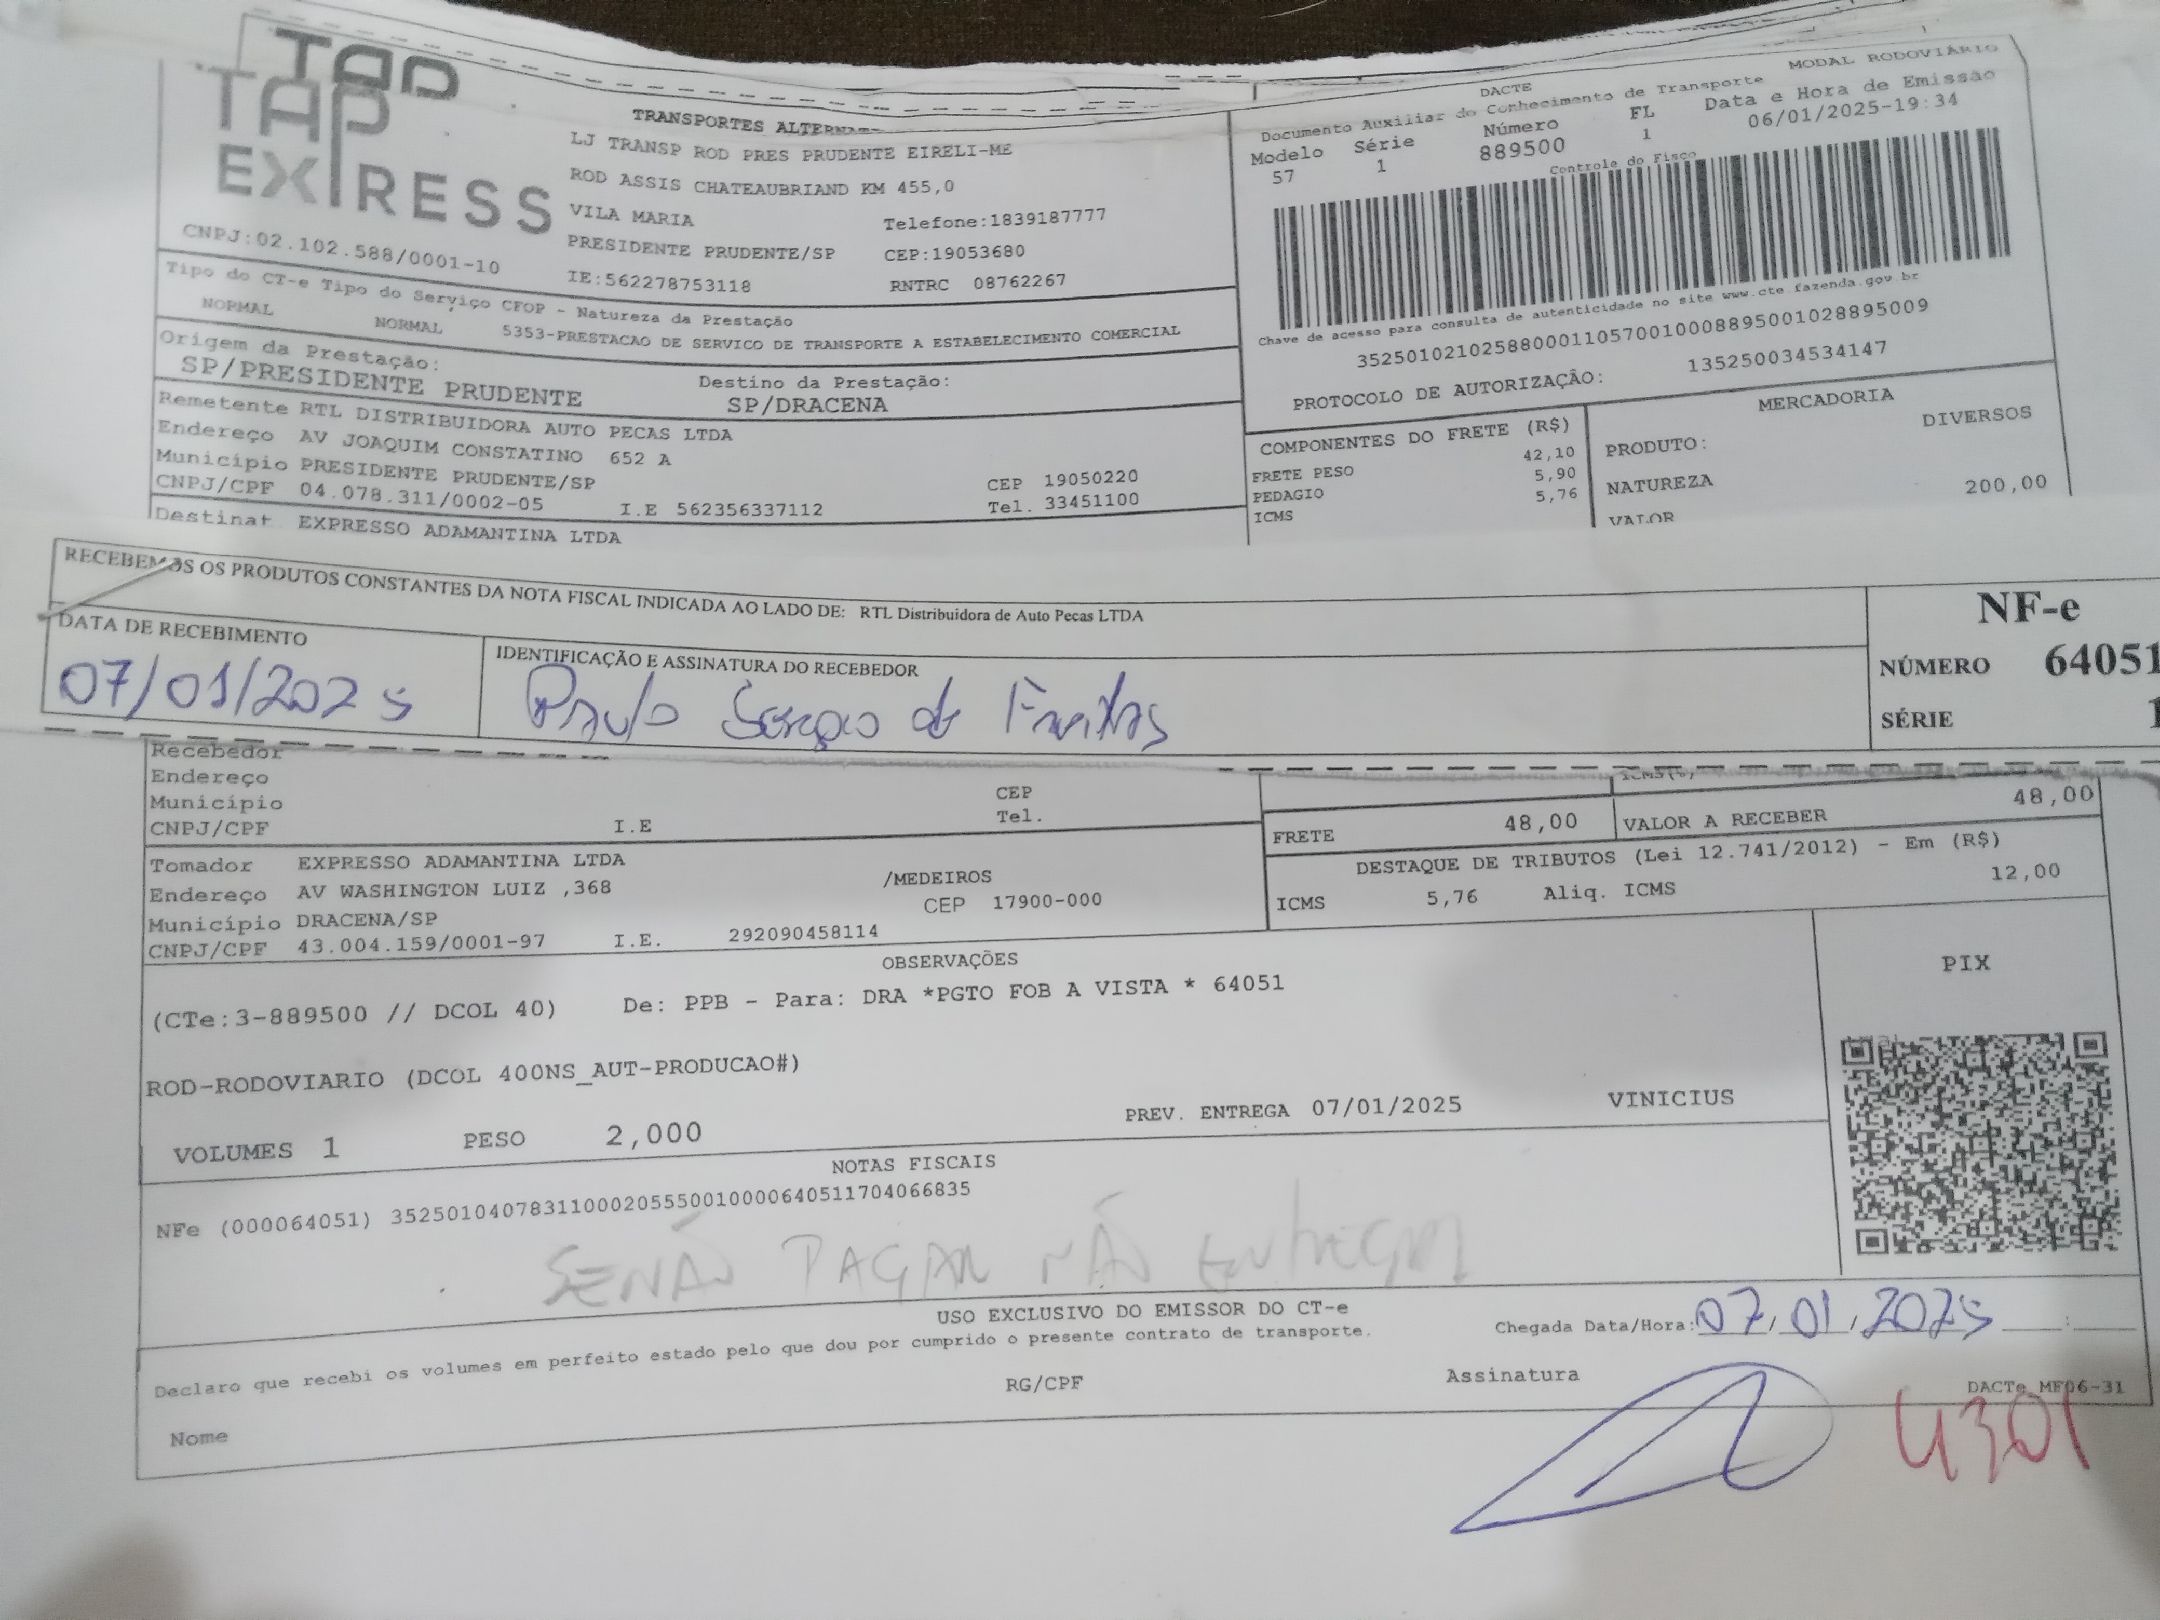 TAP
TAP
EXPRESS
CNPJ:02.102.588/0001-10
TRANSPORTES
LJ TRANSP ROD PRES PRUDENTE EIRELI-ME
ROD ASSIS CHATEAUBRIAND KM 455,0
VILA MARIA Telefone:1839187777
PRESIDENTE PRUDENTE/SP CEP:19053680
IE:562278753118 RNTRC 08762267
DACTE MODAL RODOVIÁRIO
Documento Auxiliar do Conhecimento de Transporte
Modelo Série Número FL Data e Hora de Emissão
57 1 889500 1 06/01/2025-19:34
Controle do Fisco
Chave de acesso para consulta de autenticidade no site www.cte.fazenda.gov.br
35250102102588000110570010008895001028895009
PROTOCOLO DE AUTORIZAÇÃO: 135250034534147
Tipo do CT-e Tipo do Serviço CFOP - Natureza da Prestação
NORMAL NORMAL 5353-PRESTACAO DE SERVICO DE TRANSPORTE A ESTABELECIMENTO COMERCIAL
Origem da Prestação: Destino da Prestação:
SP/PRESIDENTE PRUDENTE SP/DRACENA
Remetente RTL DISTRIBUIDORA AUTO PECAS LTDA
Endereço AV JOAQUIM CONSTATINO 652 A
Município PRESIDENTE PRUDENTE/SP CEP 19050220
CNPJ/CPF 04.078.311/0002-05 I.E 562356337112 Tel. 33451100
Destinat EXPRESSO ADAMANTINA LTDA
COMPONENTES DO FRETE (R$)
FRETE PESO 42,10
PEDAGIO 5,90
ICMS 5,76
MERCADORIA
PRODUTO: DIVERSOS
NATUREZA
VALOR 200,00
RECEBEMOS OS PRODUTOS CONSTANTES DA NOTA FISCAL INDICADA AO LADO DE: RTL Distribuidora de Auto Pecas LTDA
DATA DE RECEBIMENTO IDENTIFICAÇÃO E ASSINATURA DO RECEBEDOR
07/01/2025 Paulo Sergio de Freitas
NF-e
NÚMERO 64051
SÉRIE 1
Recebedor
Endereço
Município CEP
CNPJ/CPF I.E Tel.
FRETE 48,00 VALOR A RECEBER 48,00
Tomador EXPRESSO ADAMANTINA LTDA
Endereço AV WASHINGTON LUIZ ,368 /MEDEIROS
Município DRACENA/SP CEP 17900-000
CNPJ/CPF 43.004.159/0001-97 I.E. 292090458114
DESTAQUE DE TRIBUTOS (Lei 12.741/2012) - Em (R$)
ICMS 5,76 Aliq. ICMS 12,00
OBSERVAÇÕES
(CTe:3-889500 // DCOL 40) De: PPB - Para: DRA *PGTO FOB A VISTA * 64051
ROD-RODOVIARIO (DCOL 400NS_AUT-PRODUCAO#)
VOLUMES 1 PESO 2,000 PREV. ENTREGA 07/01/2025 VINICIUS
PIX
NOTAS FISCAIS
NFe (000064051) 35250104078311000205550010000640511704066835
SE NÃO PAGAR NÃO ENTREGAR
USO EXCLUSIVO DO EMISSOR DO CT-e
Declaro que recebi os volumes em perfeito estado pelo que dou por cumprido o presente contrato de transporte.
Chegada Data/Hora: 07/01/2025 __:__
Nome RG/CPF Assinatura
DACTe MF06-31
4301